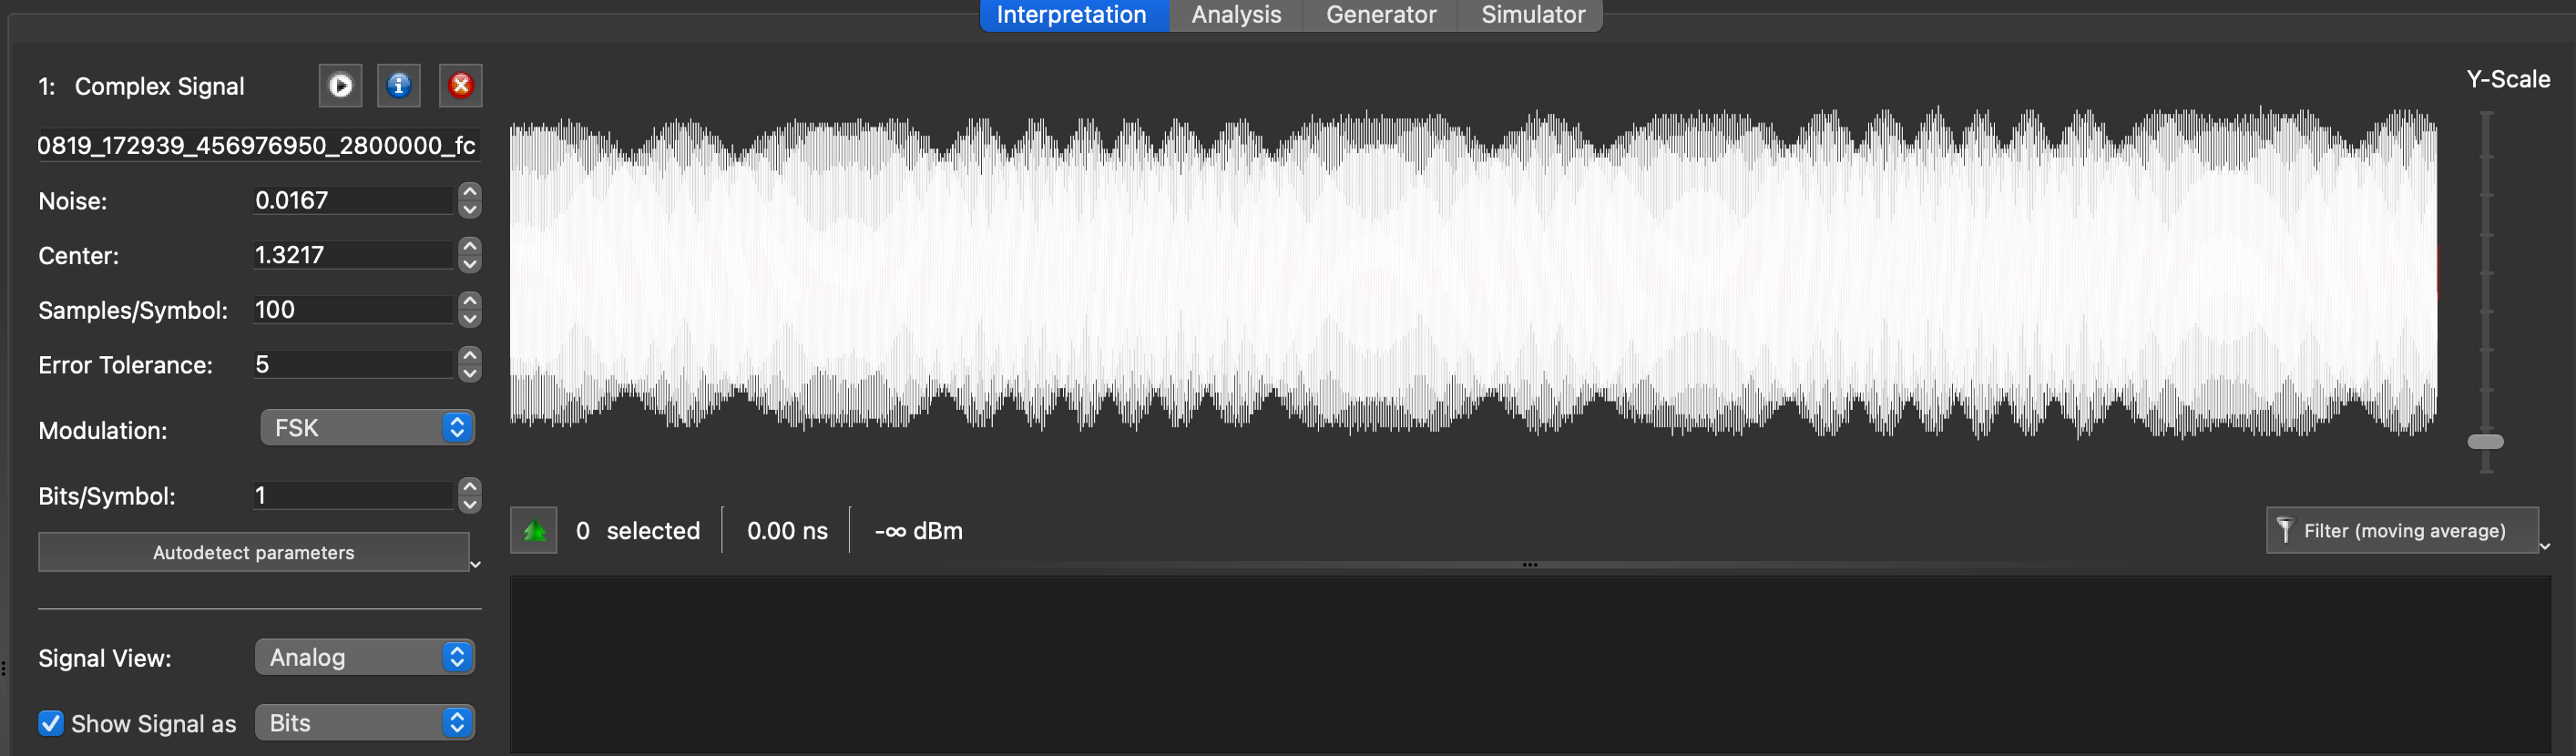 Interpretation Analysis Generator Simulator
1: Complex Signal
Y-Scale
0819_172939_456976950_2800000_fc
Noise: 0.0167
Center: 1.3217
Samples/Symbol: 100
Error Tolerance: 5
Modulation: FSK
Bits/Symbol: 1
Autodetect parameters
0 selected 0.00 ns -∞ dBm
Filter (moving average)
Signal View: Analog
Show Signal as Bits